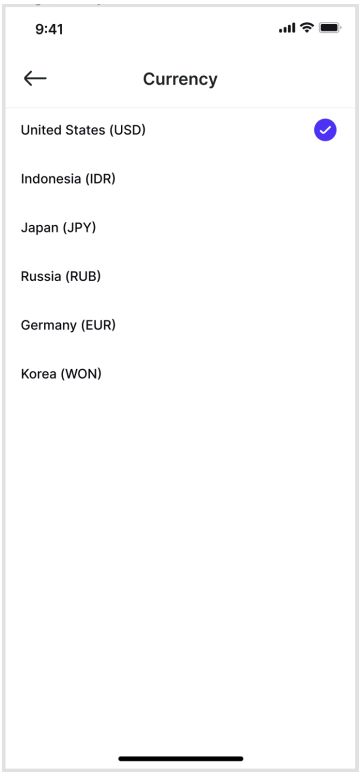 9:41
Currency
United States (USD)
Indonesia (IDR)
Japan (JPY)
Russia (RUB)
Germany (EUR)
Korea (WON)